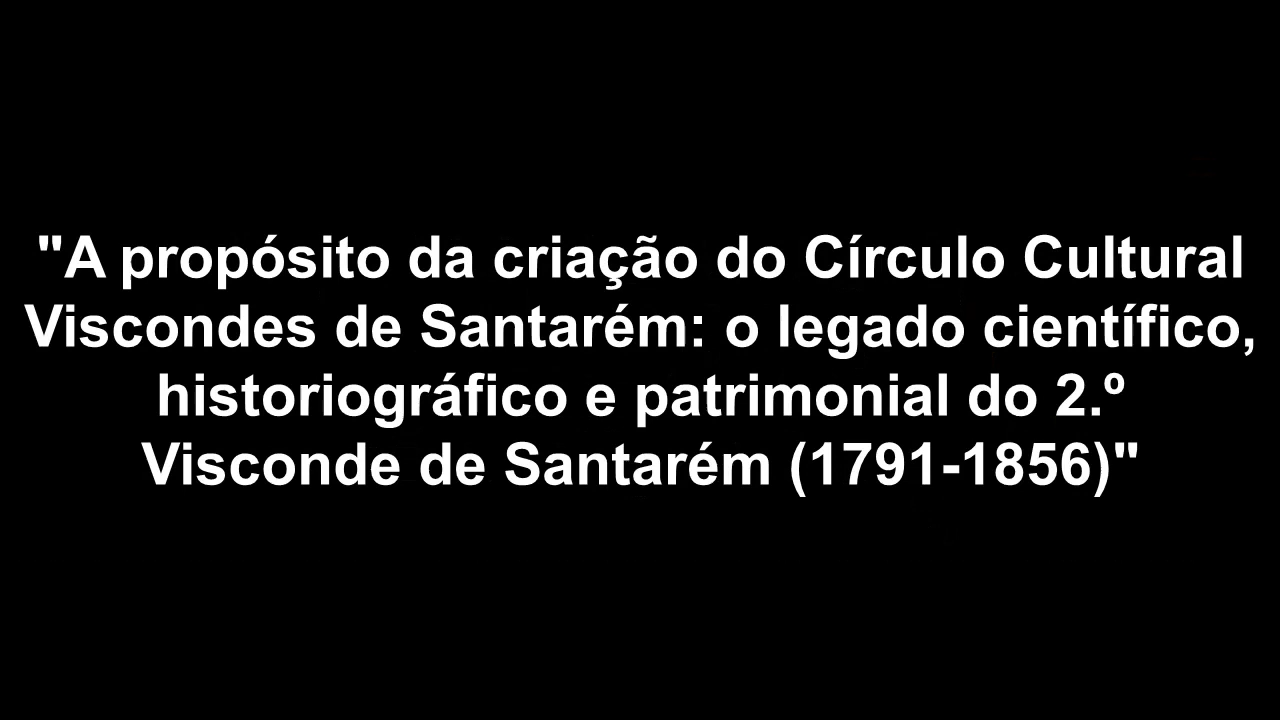 "A propósito da criação do Círculo Cultural
Viscondes de Santarém: o legado científico,
historiográfico e patrimonial do 2.º
Visconde de Santarém (1791-1856)"